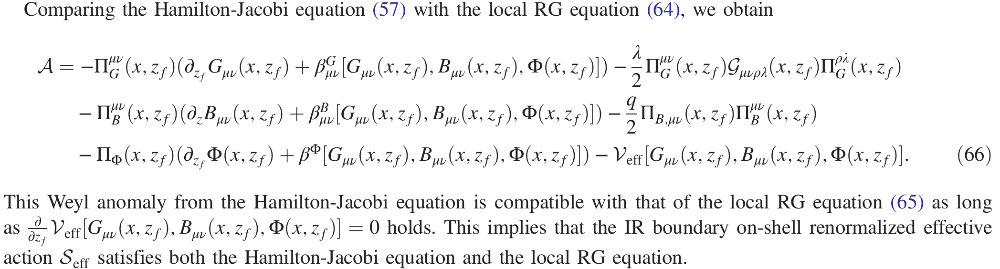 Comparing the Hamilton-Jacobi equation (57) with the local RG equation (64), we obtain
$\mathcal{A} = -\Pi_G^{\mu\nu}(x, z_f)(\partial_{z_f} G_{\mu\nu}(x, z_f) + \beta_{\mu\nu}^G[G_{\mu\nu}(x, z_f), B_{\mu\nu}(x, z_f), \Phi(x, z_f)]) - \frac{\lambda}{2} \Pi_G^{\mu\nu}(x, z_f) \mathcal{G}_{\mu\nu\rho\lambda}(x, z_f) \Pi_G^{\rho\lambda}(x, z_f)$
$- \Pi_B^{\mu\nu}(x, z_f)(\partial_z B_{\mu\nu}(x, z_f) + \beta_{\mu\nu}^B[G_{\mu\nu}(x, z_f), B_{\mu\nu}(x, z_f), \Phi(x, z_f)]) - \frac{q}{2} \Pi_{B,\mu\nu}(x, z_f) \Pi_B^{\mu\nu}(x, z_f)$
$- \Pi_\Phi(x, z_f)(\partial_{z_f} \Phi(x, z_f) + \beta^\Phi[G_{\mu\nu}(x, z_f), B_{\mu\nu}(x, z_f), \Phi(x, z_f)]) - \mathcal{V}_{\text{eff}}[G_{\mu\nu}(x, z_f), B_{\mu\nu}(x, z_f), \Phi(x, z_f)].$ (66)
This Weyl anomaly from the Hamilton-Jacobi equation is compatible with that of the local RG equation (65) as long
as $\frac{\partial}{\partial z_f} \mathcal{V}_{\text{eff}}[G_{\mu\nu}(x, z_f), B_{\mu\nu}(x, z_f), \Phi(x, z_f)] = 0$ holds. This implies that the IR boundary on-shell renormalized effective
action $\mathcal{S}_{\text{eff}}$ satisfies both the Hamilton-Jacobi equation and the local RG equation.